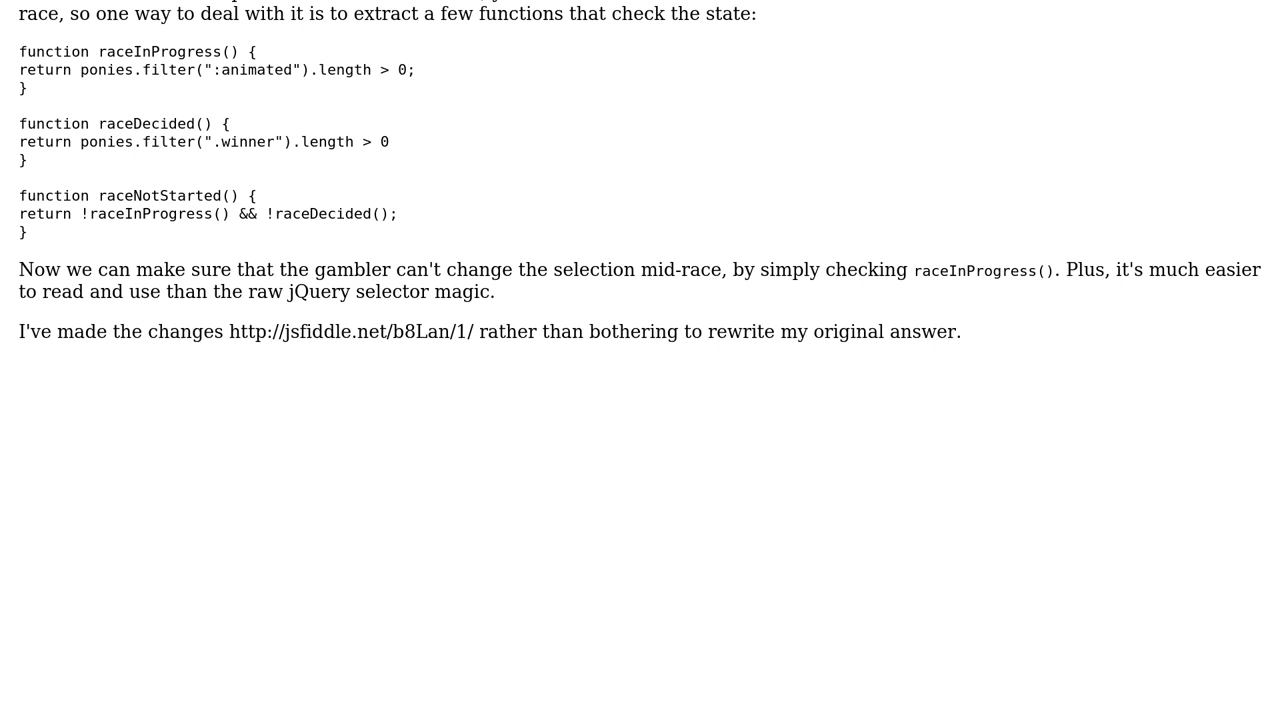 race, so one way to deal with it is to extract a few functions that check the state:
function raceInProgress() {
return ponies.filter(":animated").length > 0;
}
function raceDecided() {
return ponies.filter(".winner").length > 0
}
function raceNotStarted() {
return !raceInProgress() && !raceDecided();
}
Now we can make sure that the gambler can't change the selection mid-race, by simply checking raceInProgress(). Plus, it's much easier
to read and use than the raw jQuery selector magic.
I've made the changes http://jsfiddle.net/b8Lan/1/ rather than bothering to rewrite my original answer.